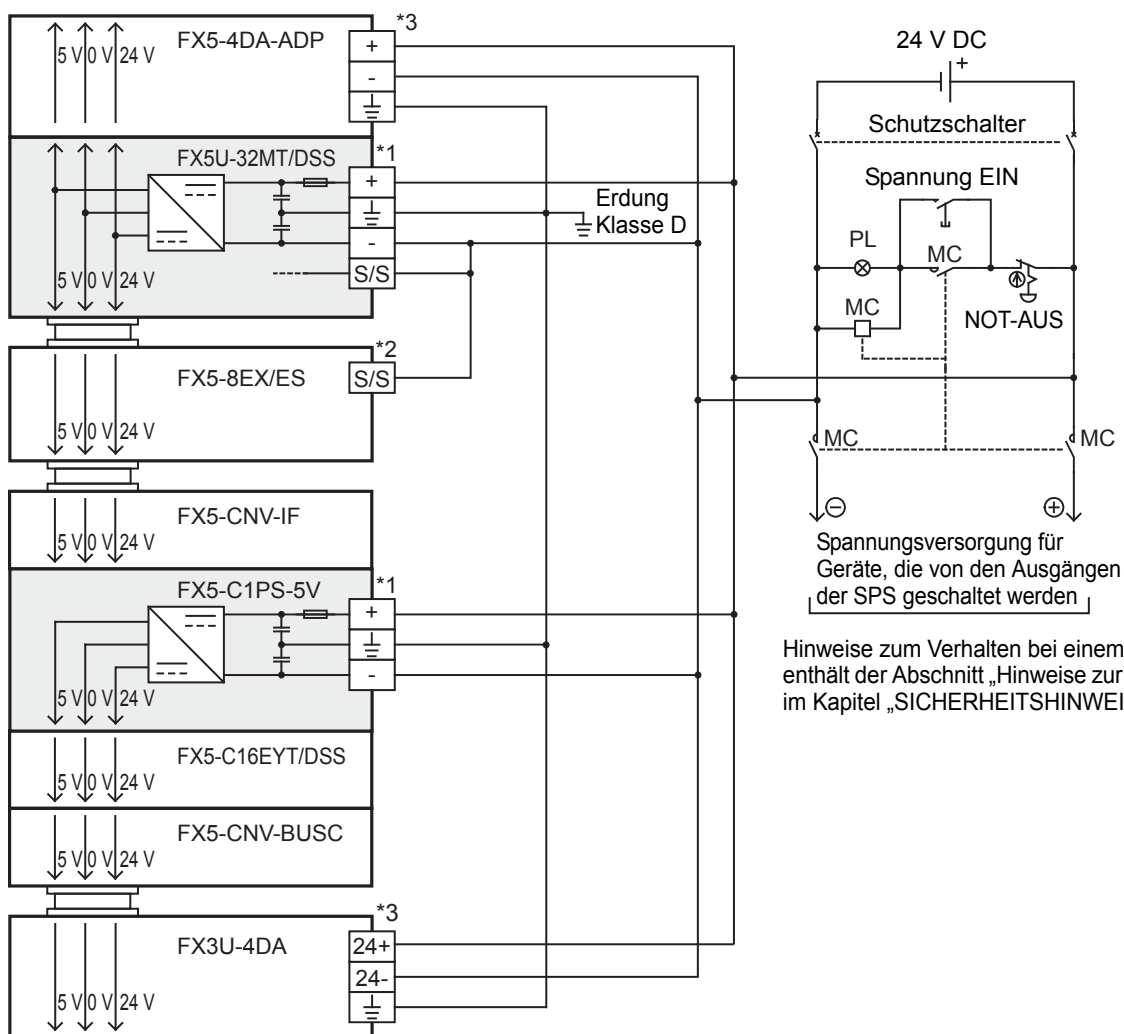 *3
FX5-4DA-ADP
5 V 0 V 24 V
+
-
*1
FX5U-32MT/DSS
+
-
S/S
5 V 0 V 24 V
Erdung
Klasse D
*2
FX5-8EX/ES
S/S
5 V 0 V 24 V
FX5-CNV-IF
5 V 0 V 24 V
*1
FX5-C1PS-5V
+
-
5 V 0 V 24 V
FX5-C16EYT/DSS
5 V 0 V 24 V
FX5-CNV-BUSC
5 V 0 V 24 V
*3
FX3U-4DA
24+
24-
5 V 0 V 24 V
24 V DC
+
Schutzschalter
Spannung EIN
PL
MC
MC
NOT-AUS
MC
MC
-
+
Spannungsversorgung für
Geräte, die von den Ausgängen
der SPS geschaltet werden
Hinweise zum Verhalten bei einem
enthält der Abschnitt „Hinweise zur
im Kapitel „SICHERHEITSHINWEI